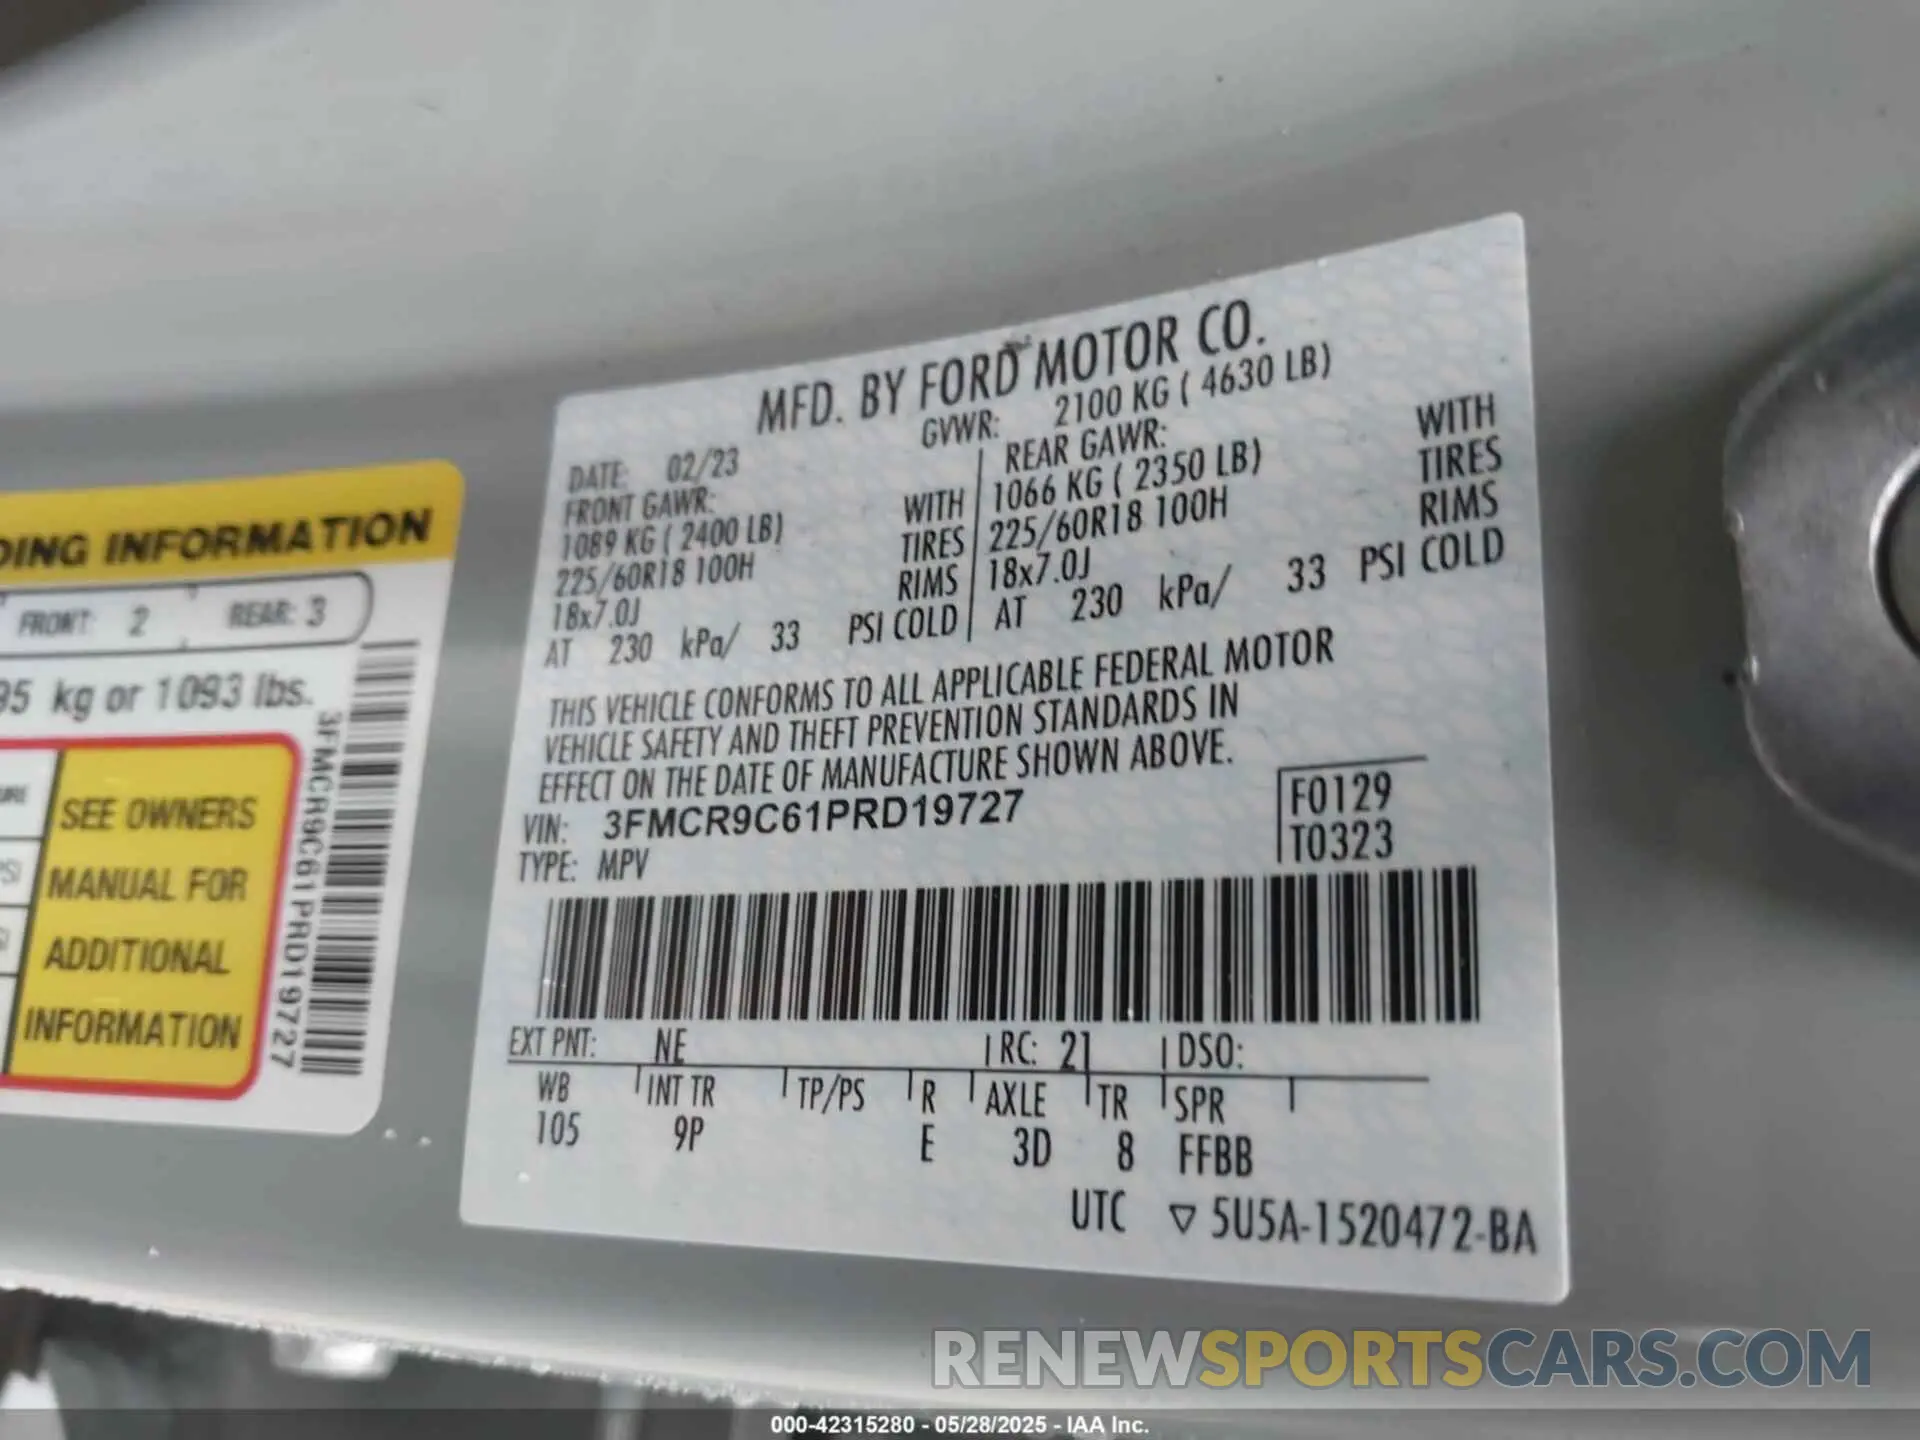 DING INFORMATION
FRONT: 2 REAR: 3
95 kg or 1093 lbs.
SEE OWNERS
MANUAL FOR
ADDITIONAL
INFORMATION
3FMCR9C61PRD19727
MFD. BY FORD MOTOR CO.
DATE: 02/23 GVWR: 2100 KG ( 4630 LB)
FRONT GAWR:
1089 KG ( 2400 LB) WITH
225/60R18 100H TIRES
18x7.0J RIMS
AT 230 kPa/ 33 PSI COLD
REAR GAWR:
1066 KG ( 2350 LB) WITH
225/60R18 100H TIRES
18x7.0J RIMS
AT 230 kPa/ 33 PSI COLD
THIS VEHICLE CONFORMS TO ALL APPLICABLE FEDERAL MOTOR
VEHICLE SAFETY AND THEFT PREVENTION STANDARDS IN
EFFECT ON THE DATE OF MANUFACTURE SHOWN ABOVE.
VIN: 3FMCR9C61PRD19727
TYPE: MPV
F0129
T0323
EXT PNT: NE RC: 21 DSO:
WB INT TR TP/PS R AXLE TR SPR
105 9P E 3D 8 FFBB
UTC ▽ 5U5A-1520472-BA
RENEWSPORTSCARS.COM
000-42315280 - 05/28/2025 - IAA Inc.